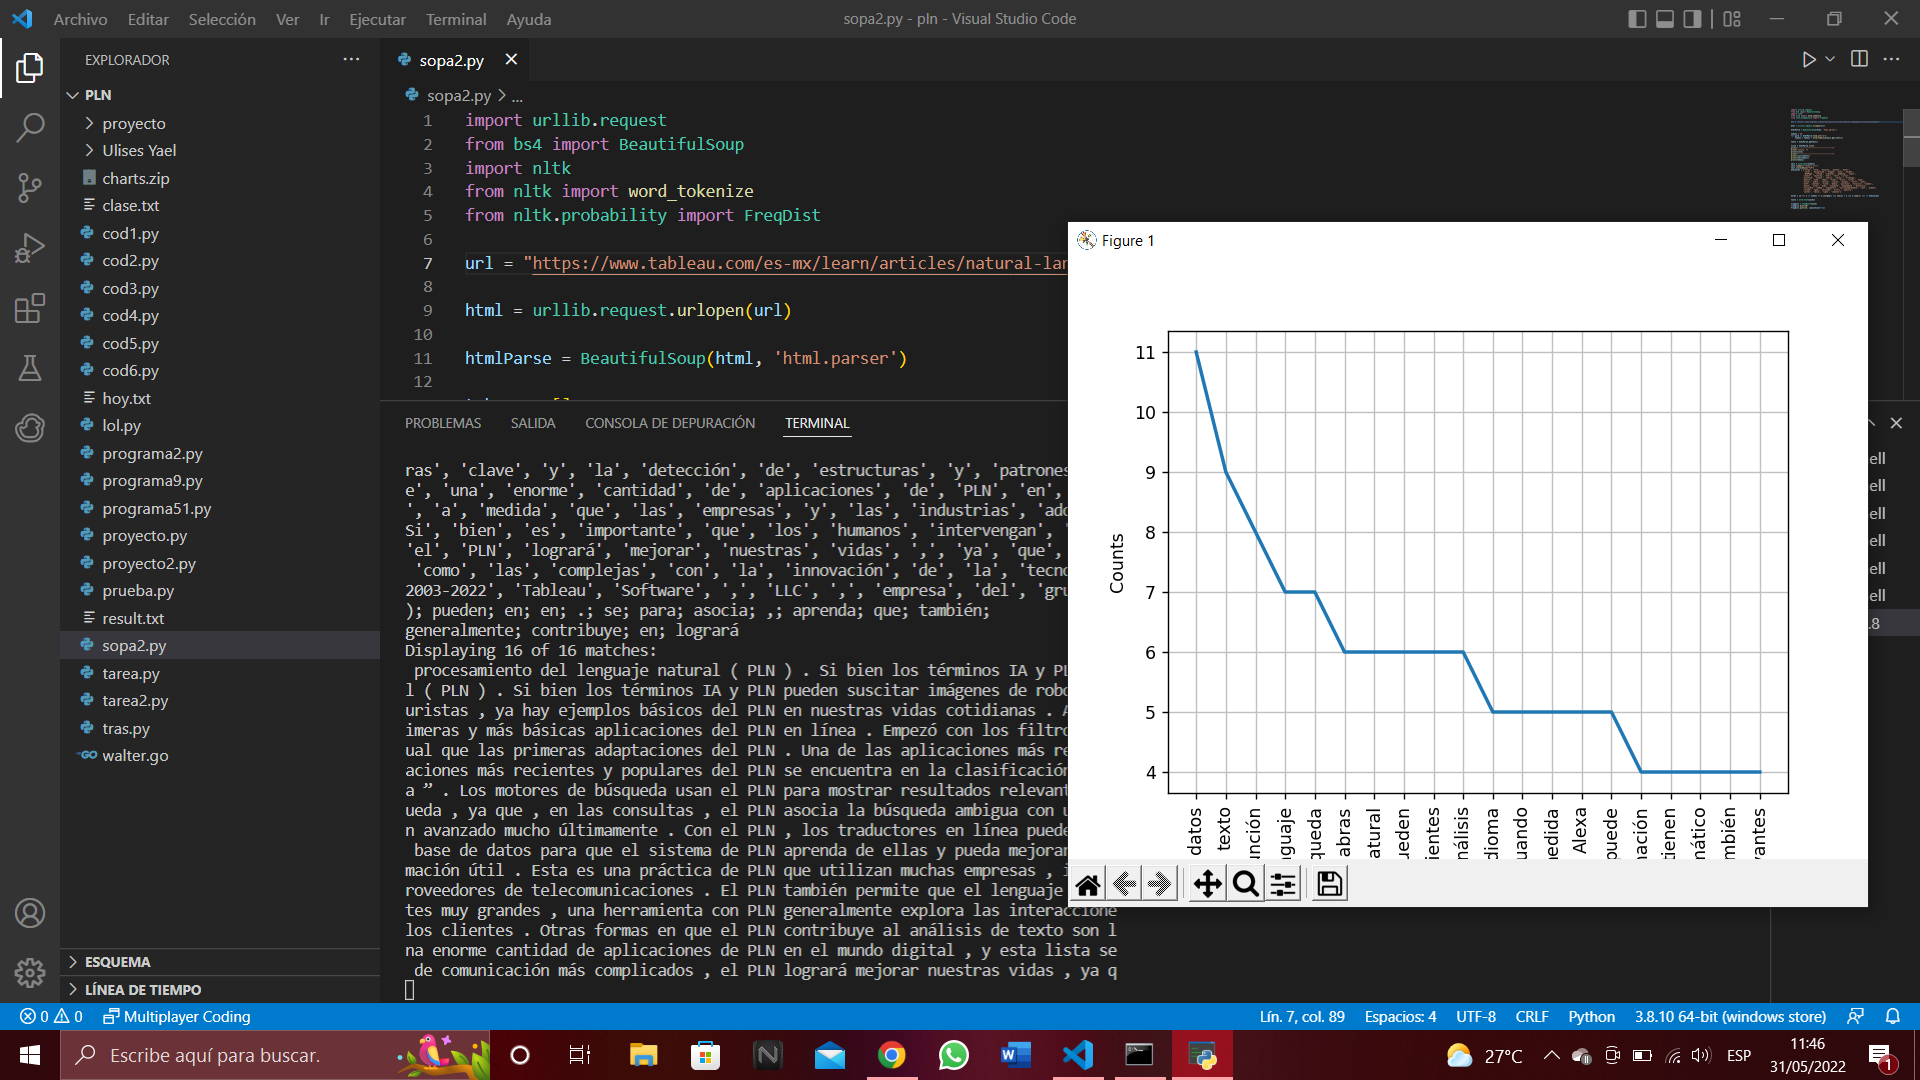 Archivo Editar Selección Ver Ir Ejecutar Terminal Ayuda
sopa2.py - pln - Visual Studio Code
EXPLORADOR
PLN
proyecto
Ulises Yael
charts.zip
clase.txt
cod1.py
cod2.py
cod3.py
cod4.py
cod5.py
cod6.py
hoy.txt
lol.py
programa2.py
programa9.py
programa51.py
proyecto.py
proyecto2.py
prueba.py
result.txt
sopa2.py
tarea.py
tarea2.py
tras.py
walter.go
ESQUEMA
LÍNEA DE TIEMPO
sopa2.py
sopa2.py > ...
1 import urllib.request
2 from bs4 import BeautifulSoup
3 import nltk
4 from nltk import word_tokenize
5 from nltk.probability import FreqDist
6
7 url = "https://www.tableau.com/es-mx/learn/articles/natural-lan
8
9 html = urllib.request.urlopen(url)
10
11 htmlParse = BeautifulSoup(html, 'html.parser')
12
PROBLEMAS SALIDA CONSOLA DE DEPURACIÓN TERMINAL
ras', 'clave', 'y', 'la', 'detección', 'de', 'estructuras', 'y', 'patrones
e', 'una', 'enorme', 'cantidad', 'de', 'aplicaciones', 'de', 'PLN', 'en',
', 'a', 'medida', 'que', 'las', 'empresas', 'y', 'las', 'industrias', 'ado
Si', 'bien', 'es', 'importante', 'que', 'los', 'humanos', 'intervengan', '
'el', 'PLN', 'logrará', 'mejorar', 'nuestras', 'vidas', ',', 'ya', 'que',
'como', 'las', 'complejas', 'con', 'la', 'innovación', 'de', 'la', 'tecno
2003-2022', 'Tableau', 'Software', ',', 'LLC', ',', 'empresa', 'del', 'gru
); pueden; en; en; .; se; para; asocia; ,; aprenda; que; también;
generalmente; contribuye; en; logrará
Displaying 16 of 16 matches:
procesamiento del lenguaje natural ( PLN ) . Si bien los términos IA y PL
l ( PLN ) . Si bien los términos IA y PLN pueden suscitar imágenes de robo
uristas , ya hay ejemplos básicos del PLN en nuestras vidas cotidianas . A
imeras y más básicas aplicaciones del PLN en línea . Empezó con los filtro
ual que las primeras adaptaciones del PLN . Una de las aplicaciones más re
aciones más recientes y populares del PLN se encuentra en la clasificación
a ” . Los motores de búsqueda usan el PLN para mostrar resultados relevant
ueda , ya que , en las consultas , el PLN asocia la búsqueda ambigua con u
n avanzado mucho últimamente . Con el PLN , los traductores en línea puede
base de datos para que el sistema de PLN aprenda de ellas y pueda mejorar
mación útil . Esta es una práctica de PLN que utilizan muchas empresas , i
roveedores de telecomunicaciones . El PLN también permite que el lenguaje
tes muy grandes , una herramienta con PLN generalmente explora las interaccione
los clientes . Otras formas en que el PLN contribuye al análisis de texto son l
na enorme cantidad de aplicaciones de PLN en el mundo digital , y esta lista se
de comunicación más complicados , el PLN logrará mejorar nuestras vidas , ya q
ell
ell
ell
ell
ell
ell
.8
Figure 1
11
10
9
8
7
6
5
4
Counts
datos
texto
unción
nguaje
queda
abras
atural
ueden
ientes
nálisis
dioma
uando
nedida
Alexa
puede
nación
tienen
mático
mbién
vantes
0 0 Multiplayer Coding
Lín. 7, col. 89 Espacios: 4 UTF-8 CRLF Python 3.8.10 64-bit (windows store)
Escribe aquí para buscar.
27°C
ESP
11:46
31/05/2022
1